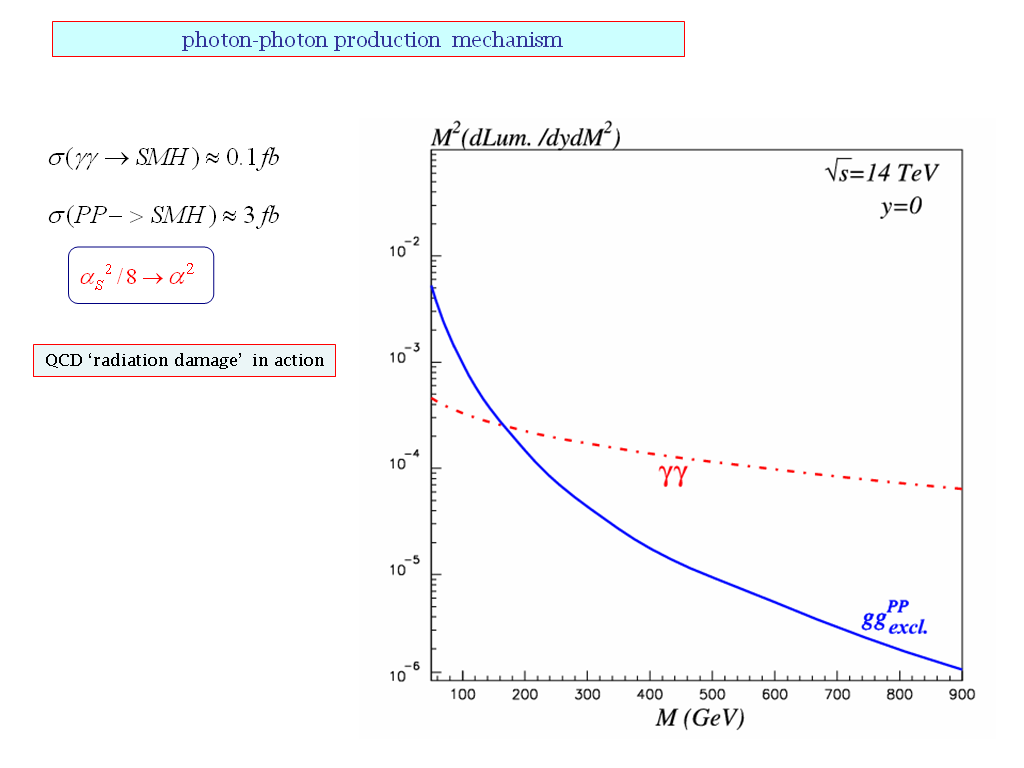 photon-photon production mechanism
σ(γγ → SMH) ≈ 0.1 fb
σ(PP− > SMH) ≈ 3 fb
αS² / 8 → α²
QCD ‘radiation damage’ in action
M²(dLum. /dydM²)
√s=14 TeV
y=0
10⁻²
10⁻³
10⁻⁴
10⁻⁵
10⁻⁶
γγ
gg PP excl.
100 200 300 400 500 600 700 800 900
M (GeV)